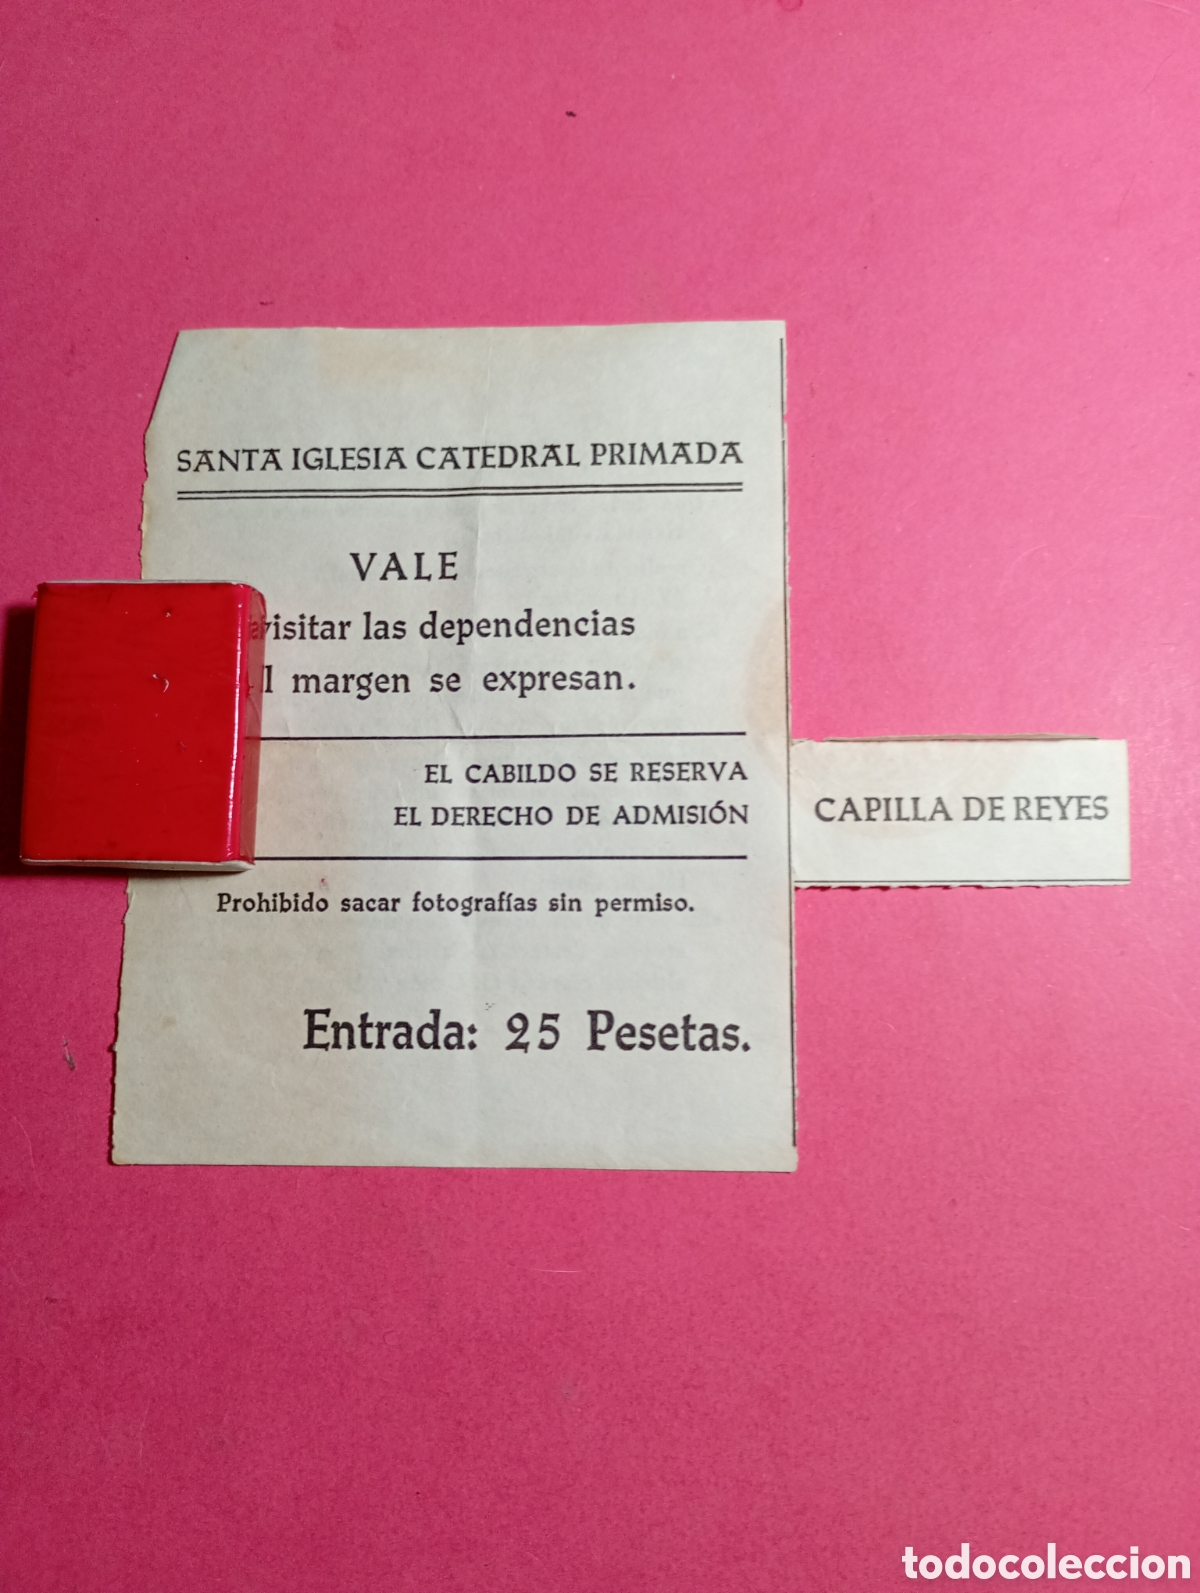 SANTA IGLESIA CATEDRAL PRIMADA
VALE
visitar las dependencias
margen se expresan.
EL CABILDO SE RESERVA
EL DERECHO DE ADMISIÓN
CAPILLA DE REYES
Prohibido sacar fotografías sin permiso.
Entrada: 25 Pesetas.
todocoleccion